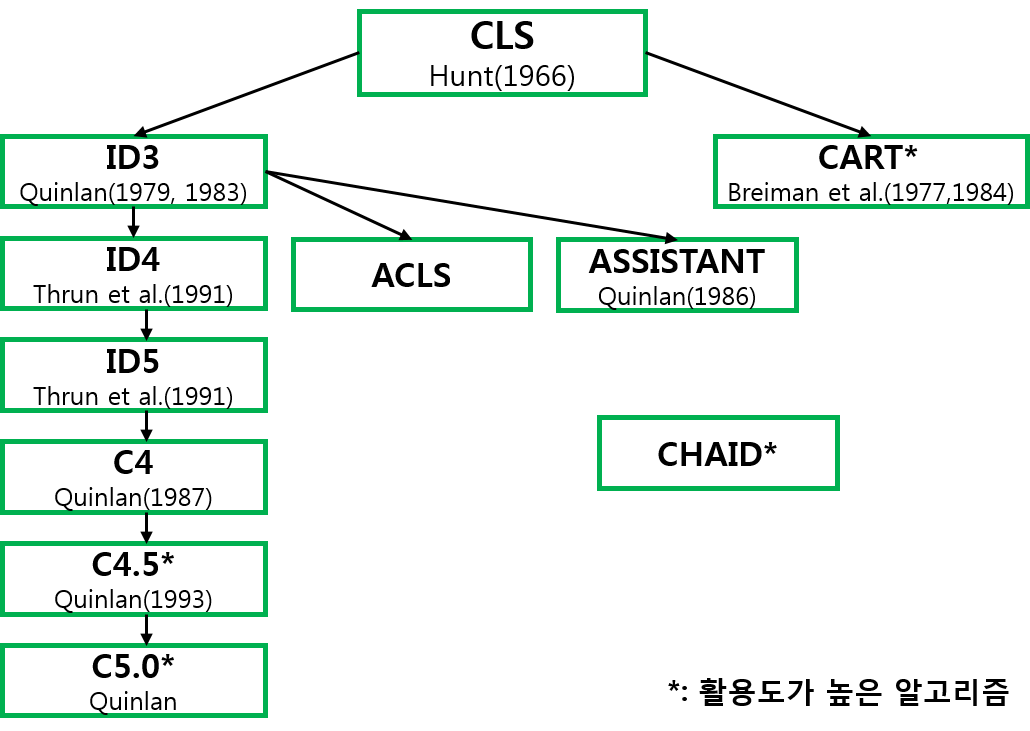 CLS
Hunt(1966)
ID3
Quinlan(1979, 1983)
CART*
Breiman et al.(1977,1984)
ID4
Thrun et al.(1991)
ACLS
ASSISTANT
Quinlan(1986)
ID5
Thrun et al.(1991)
CHAID*
C4
Quinlan(1987)
C4.5*
Quinlan(1993)
C5.0*
Quinlan
*: 활용도가 높은 알고리즘